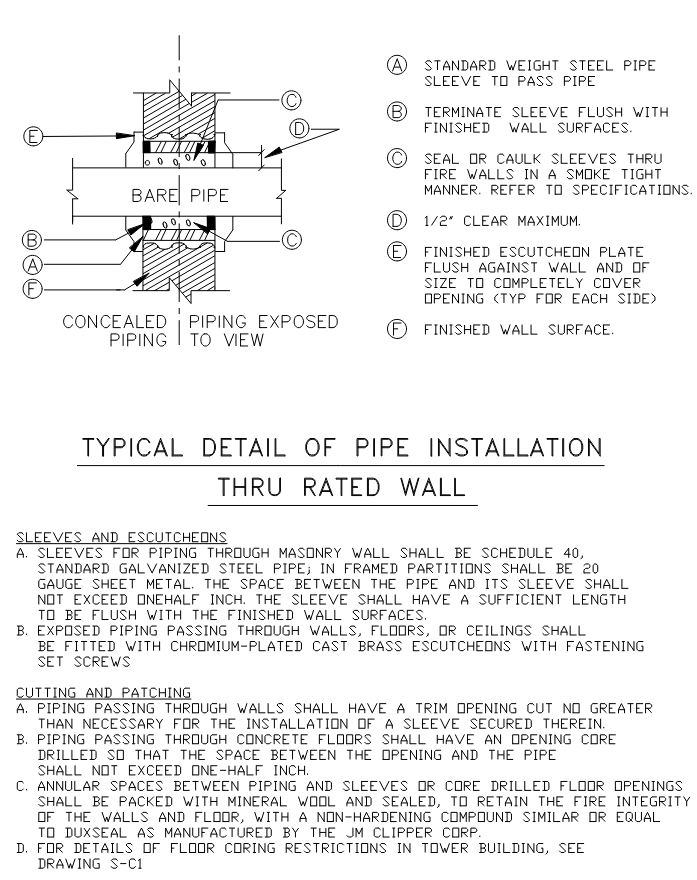 C
D
E
BARE PIPE
B
C
A
F
CONCEALED PIPING EXPOSED
PIPING TO VIEW
A STANDARD WEIGHT STEEL PIPE
SLEEVE TO PASS PIPE
B TERMINATE SLEEVE FLUSH WITH
FINISHED WALL SURFACES.
C SEAL OR CAULK SLEEVES THRU
FIRE WALLS IN A SMOKE TIGHT
MANNER. REFER TO SPECIFICATIONS.
D 1/2" CLEAR MAXIMUM.
E FINISHED ESCUTCHEON PLATE
FLUSH AGAINST WALL AND OF
SIZE TO COMPLETELY COVER
OPENING (TYP FOR EACH SIDE)
F FINISHED WALL SURFACE.
TYPICAL DETAIL OF PIPE INSTALLATION
THRU RATED WALL
SLEEVES AND ESCUTCHEONS
A. SLEEVES FOR PIPING THROUGH MASONRY WALL SHALL BE SCHEDULE 40,
STANDARD GALVANIZED STEEL PIPE; IN FRAMED PARTITIONS SHALL BE 20
GAUGE SHEET METAL. THE SPACE BETWEEN THE PIPE AND ITS SLEEVE SHALL
NOT EXCEED ONEHALF INCH. THE SLEEVE SHALL HAVE A SUFFICIENT LENGTH
TO BE FLUSH WITH THE FINISHED WALL SURFACES.
B. EXPOSED PIPING PASSING THROUGH WALLS, FLOORS, OR CEILINGS SHALL
BE FITTED WITH CHROMIUM-PLATED CAST BRASS ESCUTCHEONS WITH FASTENING
SET SCREWS
CUTTING AND PATCHING
A. PIPING PASSING THROUGH WALLS SHALL HAVE A TRIM OPENING CUT NO GREATER
THAN NECESSARY FOR THE INSTALLATION OF A SLEEVE SECURED THEREIN.
B. PIPING PASSING THROUGH CONCRETE FLOORS SHALL HAVE AN OPENING CORE
DRILLED SO THAT THE SPACE BETWEEN THE OPENING AND THE PIPE
SHALL NOT EXCEED ONE-HALF INCH.
C. ANNULAR SPACES BETWEEN PIPING AND SLEEVES OR CORE DRILLED FLOOR OPENINGS
SHALL BE PACKED WITH MINERAL WOOL AND SEALED, TO RETAIN THE FIRE INTEGRITY
OF THE WALLS AND FLOOR, WITH A NON-HARDENING COMPOUND SIMILAR OR EQUAL
TO DUXSEAL AS MANUFACTURED BY THE JM CLIPPER CORP.
D. FOR DETAILS OF FLOOR CORING RESTRICTIONS IN TOWER BUILDING, SEE
DRAWING S-C1